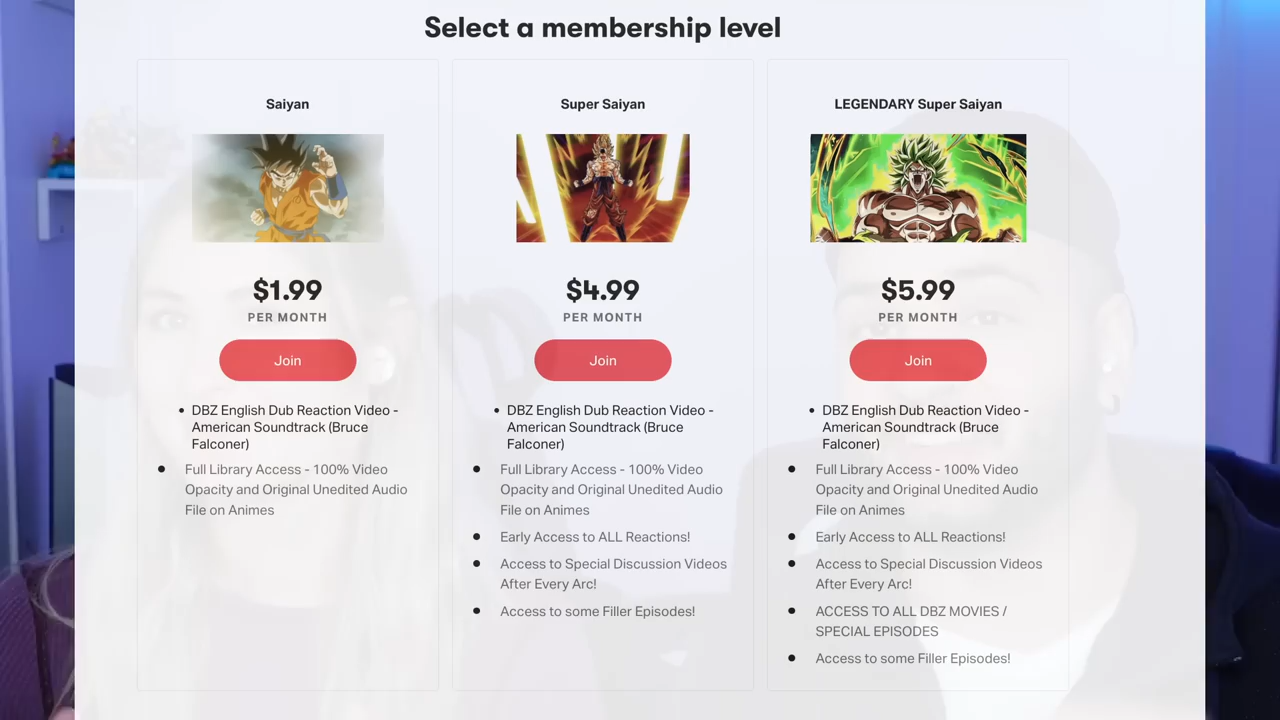 Select a membership level
Saiyan
$1.99
PER MONTH
Join
• DBZ English Dub Reaction Video -
American Soundtrack (Bruce
Falconer)
● Full Library Access - 100% Video
Opacity and Original Unedited Audio
File on Animes
Super Saiyan
$4.99
PER MONTH
Join
• DBZ English Dub Reaction Video -
American Soundtrack (Bruce
Falconer)
● Full Library Access - 100% Video
Opacity and Original Unedited Audio
File on Animes
● Early Access to ALL Reactions!
● Access to Special Discussion Videos
After Every Arc!
● Access to some Filler Episodes!
LEGENDARY Super Saiyan
$5.99
PER MONTH
Join
• DBZ English Dub Reaction Video -
American Soundtrack (Bruce
Falconer)
● Full Library Access - 100% Video
Opacity and Original Unedited Audio
File on Animes
● Early Access to ALL Reactions!
● Access to Special Discussion Videos
After Every Arc!
● ACCESS TO ALL DBZ MOVIES /
SPECIAL EPISODES
● Access to some Filler Episodes!